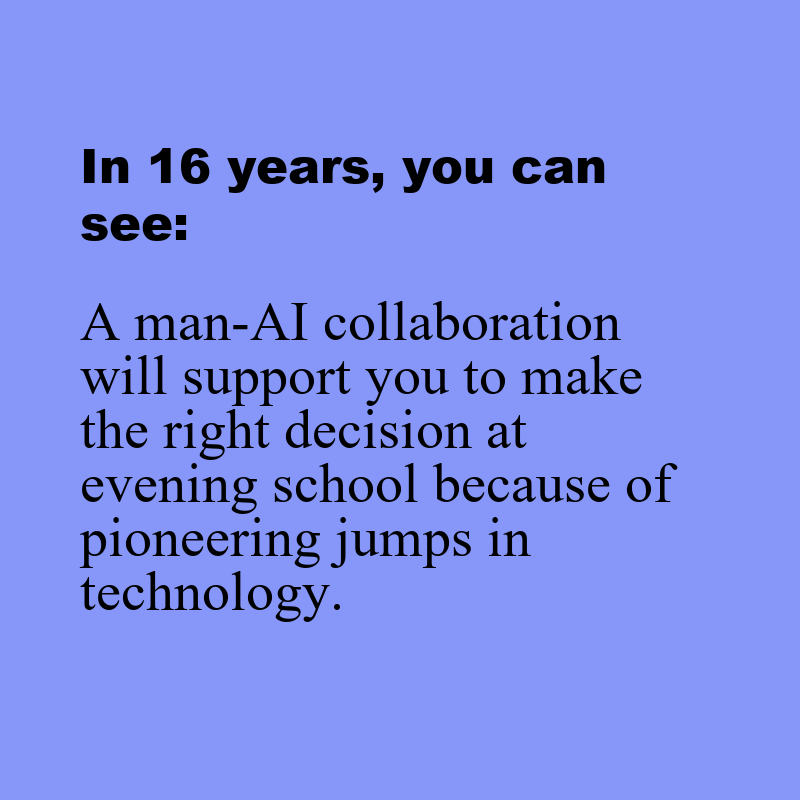 In 16 years, you can
see:
A man-AI collaboration
will support you to make
the right decision at
evening school because of
pioneering jumps in
technology.